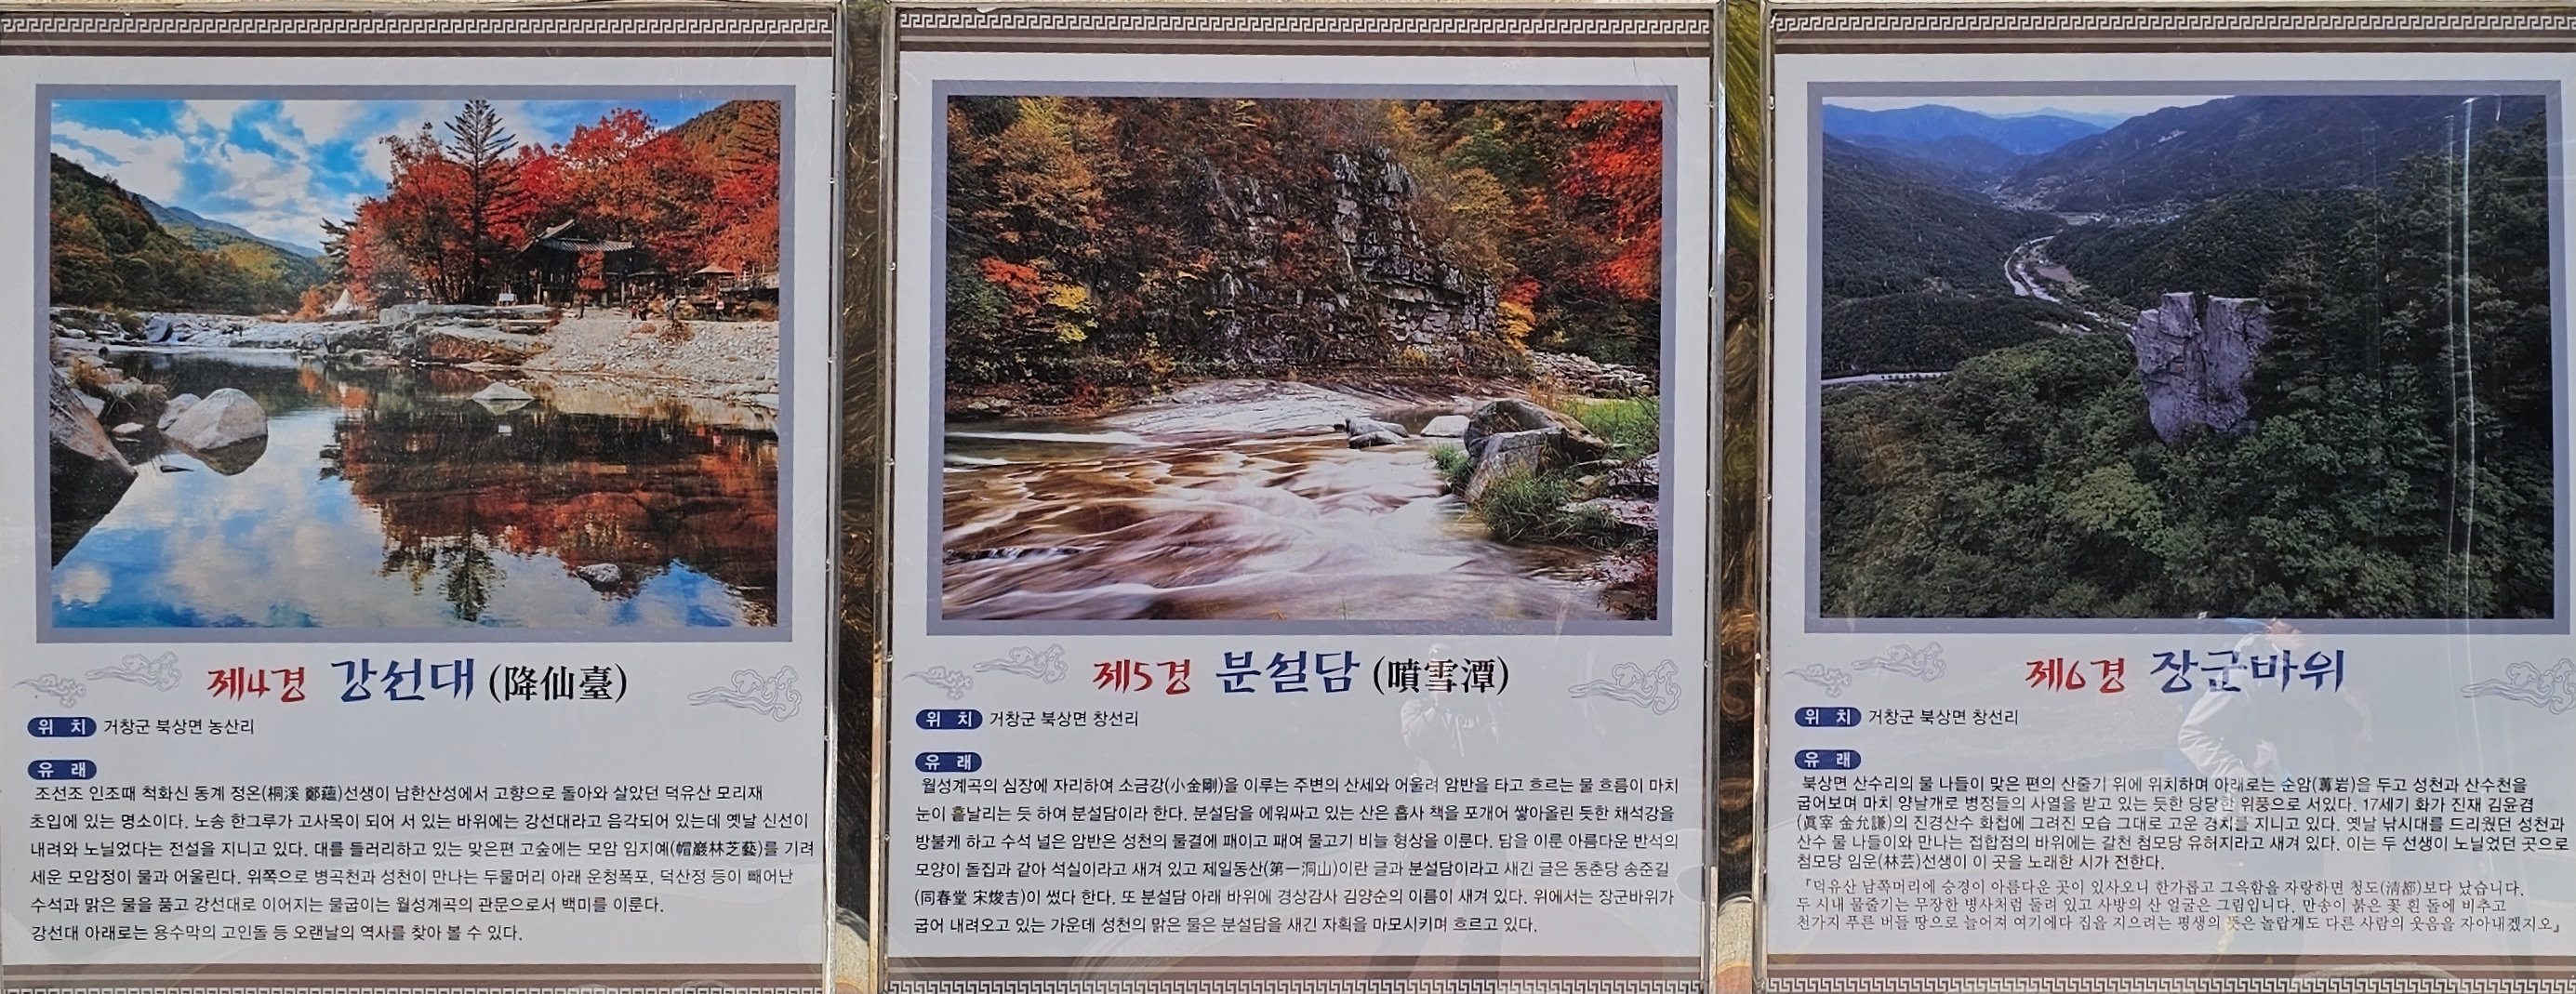 제4경 강선대 (降仙臺)
위 치 거창군 북상면 농산리
유 래
조선조 인조때 척화신 동계 정온(桐溪 鄭蘊)선생이 남한산성에서 고향으로 돌아와 살았던 덕유산 모리재
초입에 있는 명소이다. 노송 한그루가 고사목이 되어 서 있는 바위에는 강선대라고 음각되어 있는데 옛날 신선이
내려와 노닐었다는 전설을 지니고 있다. 대를 들러리하고 있는 맞은편 고숲에는 모암 임지예(帽巖林芝藝)를 기려
세운 모암정이 물과 어울린다. 위쪽으로 병곡천과 성천이 만나는 두물머리 아래 운청폭포, 덕산정 등이 빼어난
수석과 맑은 물을 품고 강선대로 이어지는 물굽이는 월성계곡의 관문으로서 백미를 이룬다.
강선대 아래로는 용수막의 고인돌 등 오랜날의 역사를 찾아 볼 수 있다.
제5경 분설담 (噴雪潭)
위 치 거창군 북상면 창선리
유 래
월성계곡의 심장에 자리하여 소금강(小金剛)을 이루는 주변의 산세와 어울려 암반을 타고 흐르는 물 흐름이 마치
눈이 흩날리는 듯 하여 분설담이라 한다. 분설담을 에워싸고 있는 산은 흡사 책을 포개어 쌓아올린 듯한 채석강을
방불케 하고 수석 널은 암반은 성천의 물결에 패이고 패여 물고기 비늘 형상을 이룬다. 담을 이룬 아름다운 반석의
모양이 돌집과 같아 석실이라고 새겨 있고 제일동산(第一洞山)이란 글과 분설담이라고 새긴 글은 동춘당 송준길
(同春堂 宋焌吉)이 썼다 한다. 또 분설담 아래 바위에 경상감사 김양순의 이름이 새겨 있다. 위에서는 장군바위가
굽어 내려오고 있는 가운데 성천의 맑은 물은 분설담을 새긴 자획을 마모시키며 흐르고 있다.
제6경 장군바위
위 치 거창군 북상면 창선리
유 래
북상면 산수리의 물 나들이 맞은 편의 산줄기 위에 위치하며 아래로는 순암(蓴岩)을 두고 성천과 산수천을
굽어보며 마치 양날개로 병정들의 사열을 받고 있는 듯한 당당한 위풍으로 서있다. 17세기 화가 진재 김윤겸
(眞宰 金允謙)의 진경산수 화첩에 그려진 모습 그대로 고운 경치를 지니고 있다. 옛날 낚시대를 드리웠던 성천과
산수 물 나들이와 만나는 접합점의 바위에는 갈천 첨모당 유허지라고 새겨 있다. 이는 두 선생이 노닐었던 곳으로
첨모당 임운(林芸)선생이 이 곳을 노래한 시가 전한다.
『덕유산 남쪽머리에 승경이 아름다운 곳이 있사오니 한가롭고 그윽함을 자랑하면 청도(清都)보다 났습니다.
두 시내 물줄기는 무장한 병사처럼 둘려 있고 사방의 산 얼굴은 그림입니다. 만송이 붉은 꽃 흰 돌에 비추고
천가지 푸른 버들 땅으로 늘어져 여기에다 집을 지으려는 평생의 뜻은 놀랍게도 다른 사람의 웃음을 자아내겠지오』